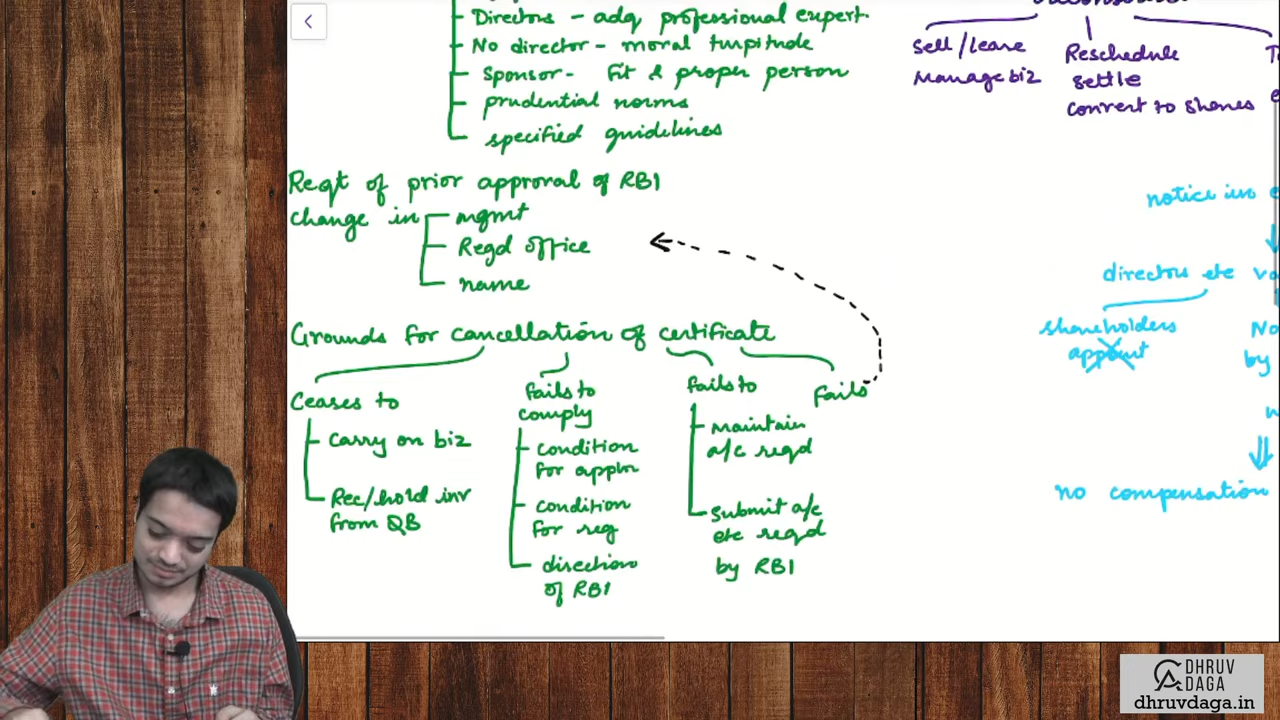 Directors - adq professional expert.
No director - moral turpitude
Sponsor - fit & proper person
prudential norms
specified guidelines
Reqt of prior approval of RBI
change in
mgmt
Regd office
name
Grounds for cancellation of certificate
Ceases to
Carry on biz
Rec/hold inv
from QB
fails to
comply
condition
for appln
condition
for reg
direction
of RBI
fails to
maintain
a/c reqd
submit a/c
etc reqd
by RBI
fails
Sell/Lease
Manage biz
Reschedule
settle
convert to shares
notice in
directors etc
shareholders
appoint
No
by
no compensation
DHRUV
DAGA
dhruvdaga.in